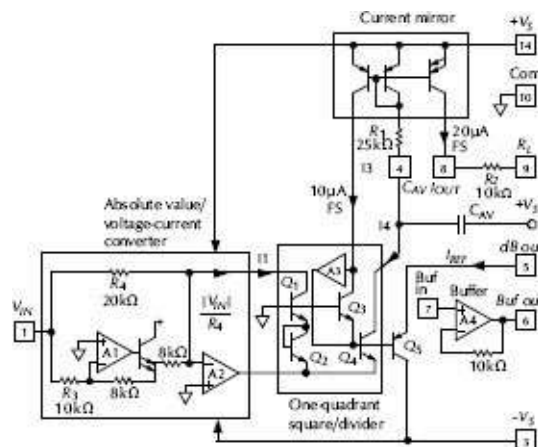 Current mirror
+VS
14
Com
10
R1
25kΩ
20μA
FS
I3
4
8
RL
9
R2
10kΩ
CAV IOUT
10μA
FS
Absolute value/
voltage-current
converter
I4
CAV
+VS
I1
dB out
5
IREF
A3
Buf
in
Buffer
Buf out
7
A4
6
10kΩ
VIN
1
R4
20kΩ
|VIN|
R4
Q1
Q3
Q2
Q4
Q5
A1
8kΩ
A2
R3
10kΩ
8kΩ
One-quadrant
square/divider
-VS
3